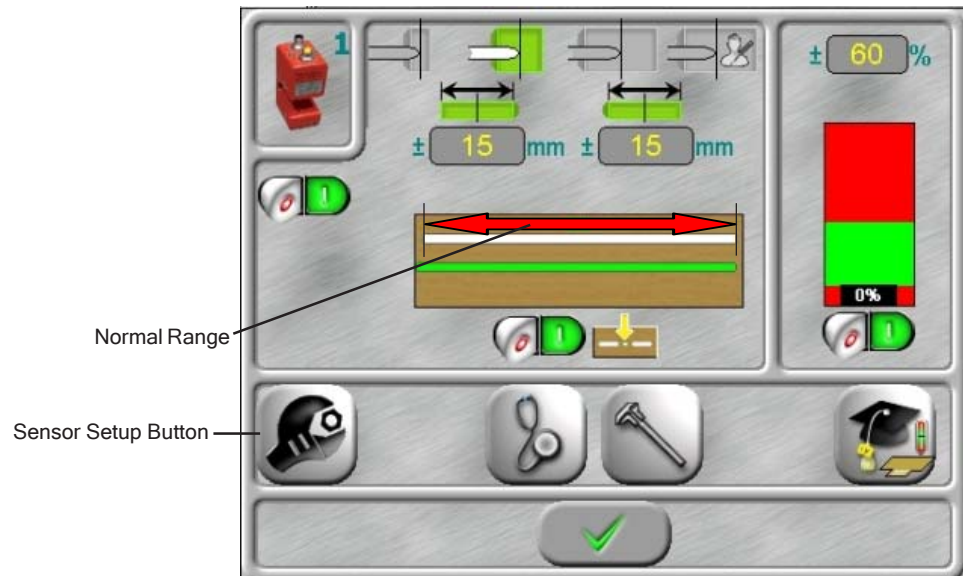 1
± 60 %
± 15 mm ± 15 mm
0%
Normal Range
Sensor Setup Button